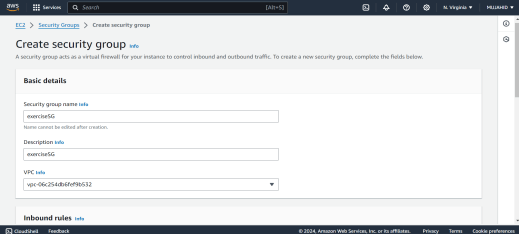 aws Services Search [Alt+S] N. Virginia MUJAHID
EC2 > Security Groups > Create security group
Create security group Info
A security group acts as a virtual firewall for your instance to control inbound and outbound traffic. To create a new security group, complete the fields below.
Basic details
Security group name Info
exerciseSG
Name cannot be edited after creation.
Description Info
exerciseSG
VPC Info
vpc-06c254db6fef9b532
Inbound rules Info
CloudShell Feedback © 2024, Amazon Web Services, Inc. or its affiliates. Privacy Terms Cookie preferences